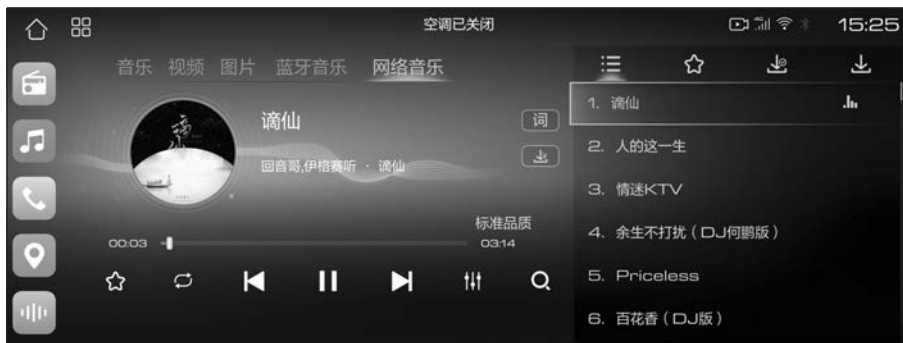 空调已关闭
15:25
音乐 视频 图片 蓝牙音乐 网络音乐
谪仙
谪仙
词
回音哥,伊格赛听 · 谪仙
标准品质
00:03
03:14
1. 谪仙
2. 人的这一生
3. 情迷KTV
4. 余生不打扰(DJ何鹏版)
5. Priceless
6. 百花香(DJ版)